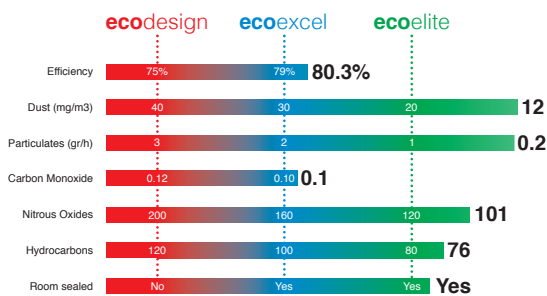 ecodesign ecoexcel ecoelite
Efficiency 75% 79% 80.3%
Dust (mg/m3) 40 30 20 12
Particulates (gr/h) 3 2 1 0.2
Carbon Monoxide 0.12 0.10 0.1
Nitrous Oxides 200 160 120 101
Hydrocarbons 120 100 80 76
Room sealed No Yes Yes Yes